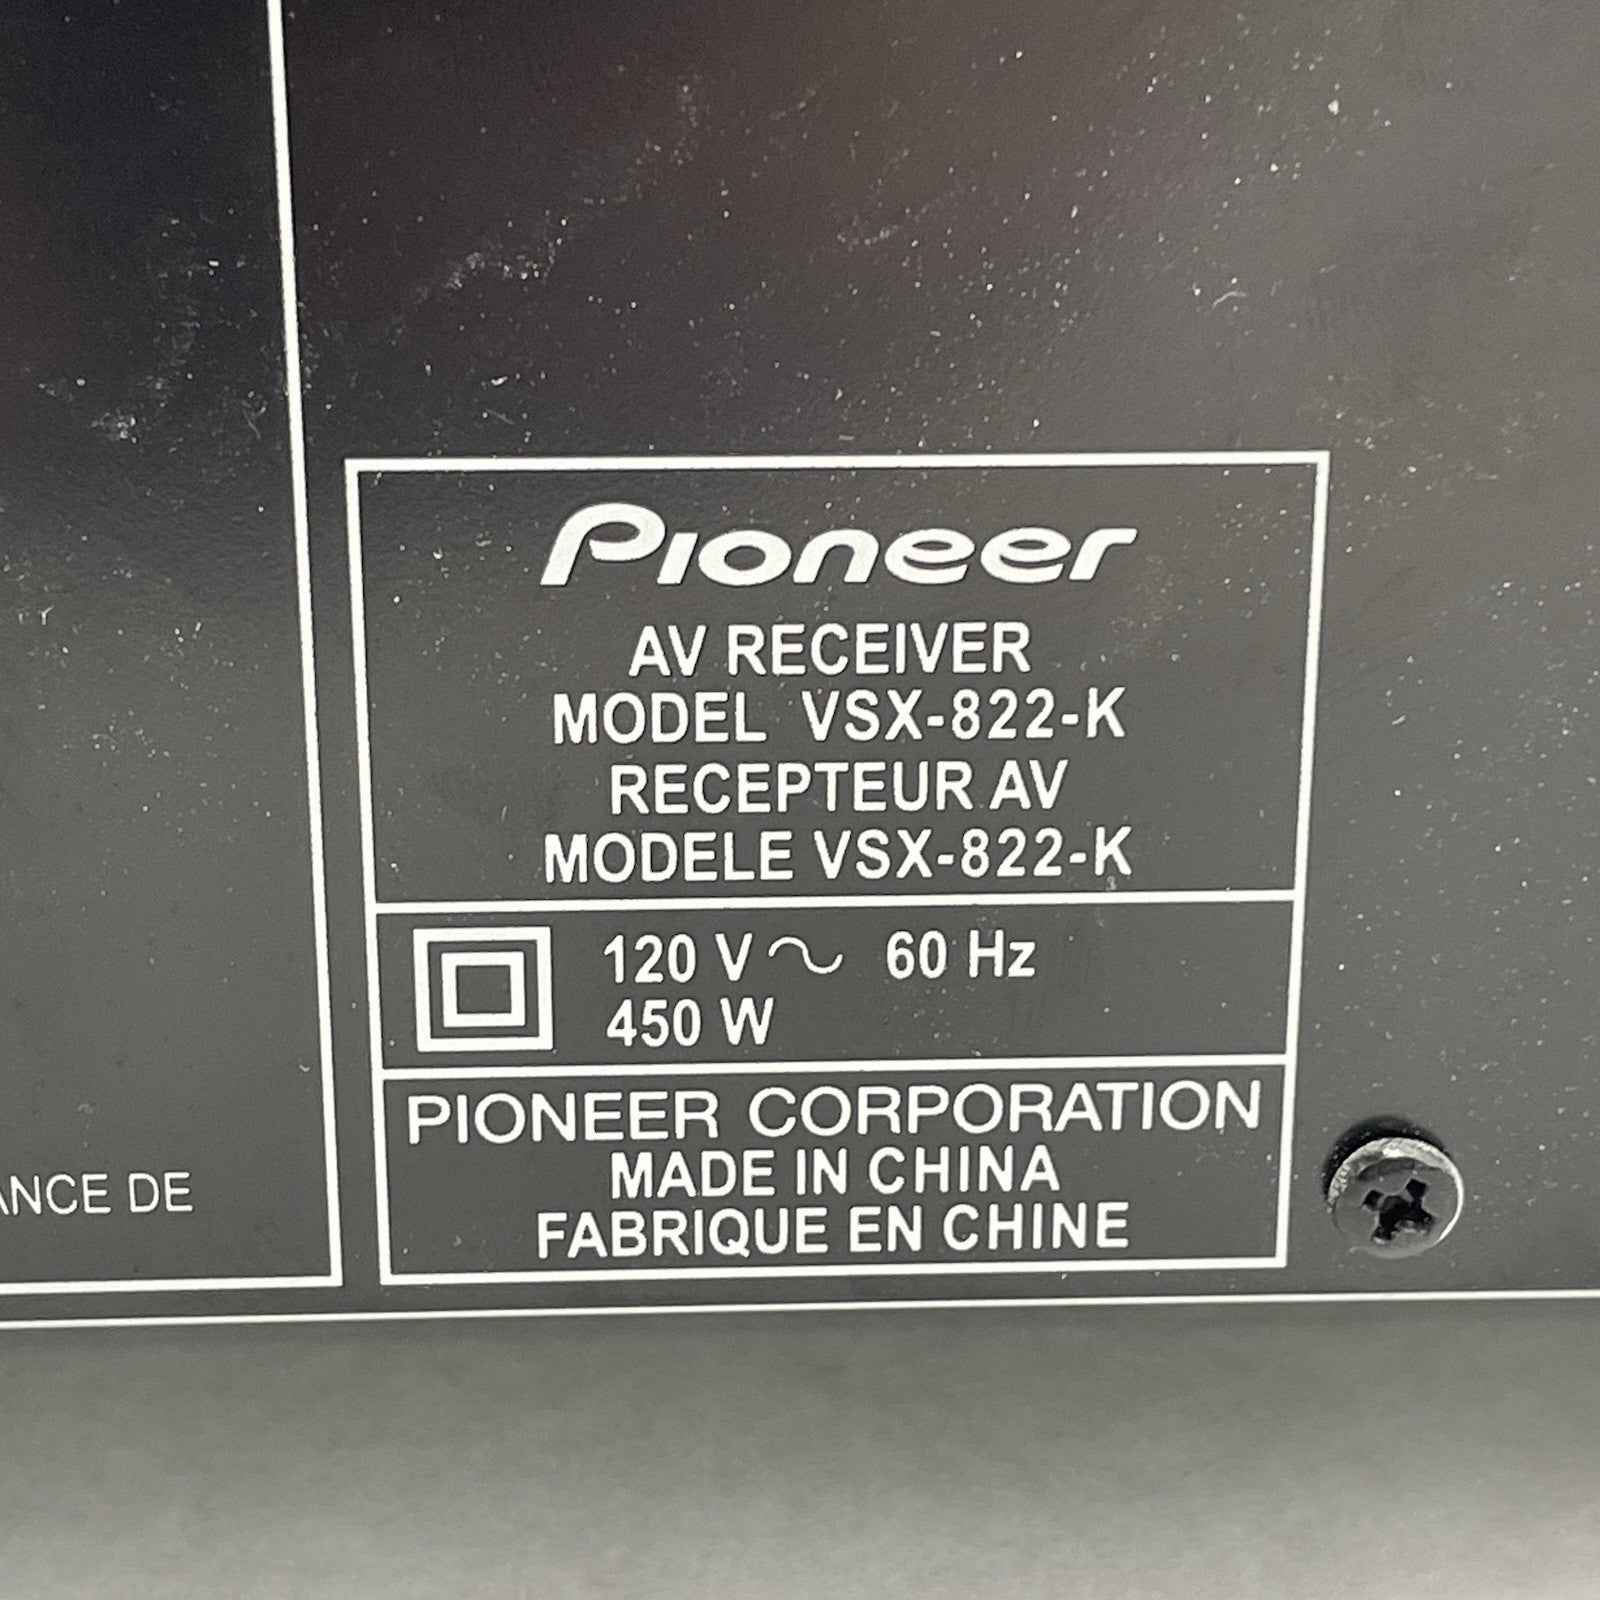 Pioneer
AV RECEIVER
MODEL VSX-822-K
RECEPTEUR AV
MODELE VSX-822-K
120 V ~ 60 Hz
450 W
PIONEER CORPORATION
MADE IN CHINA
FABRIQUE EN CHINE
DE